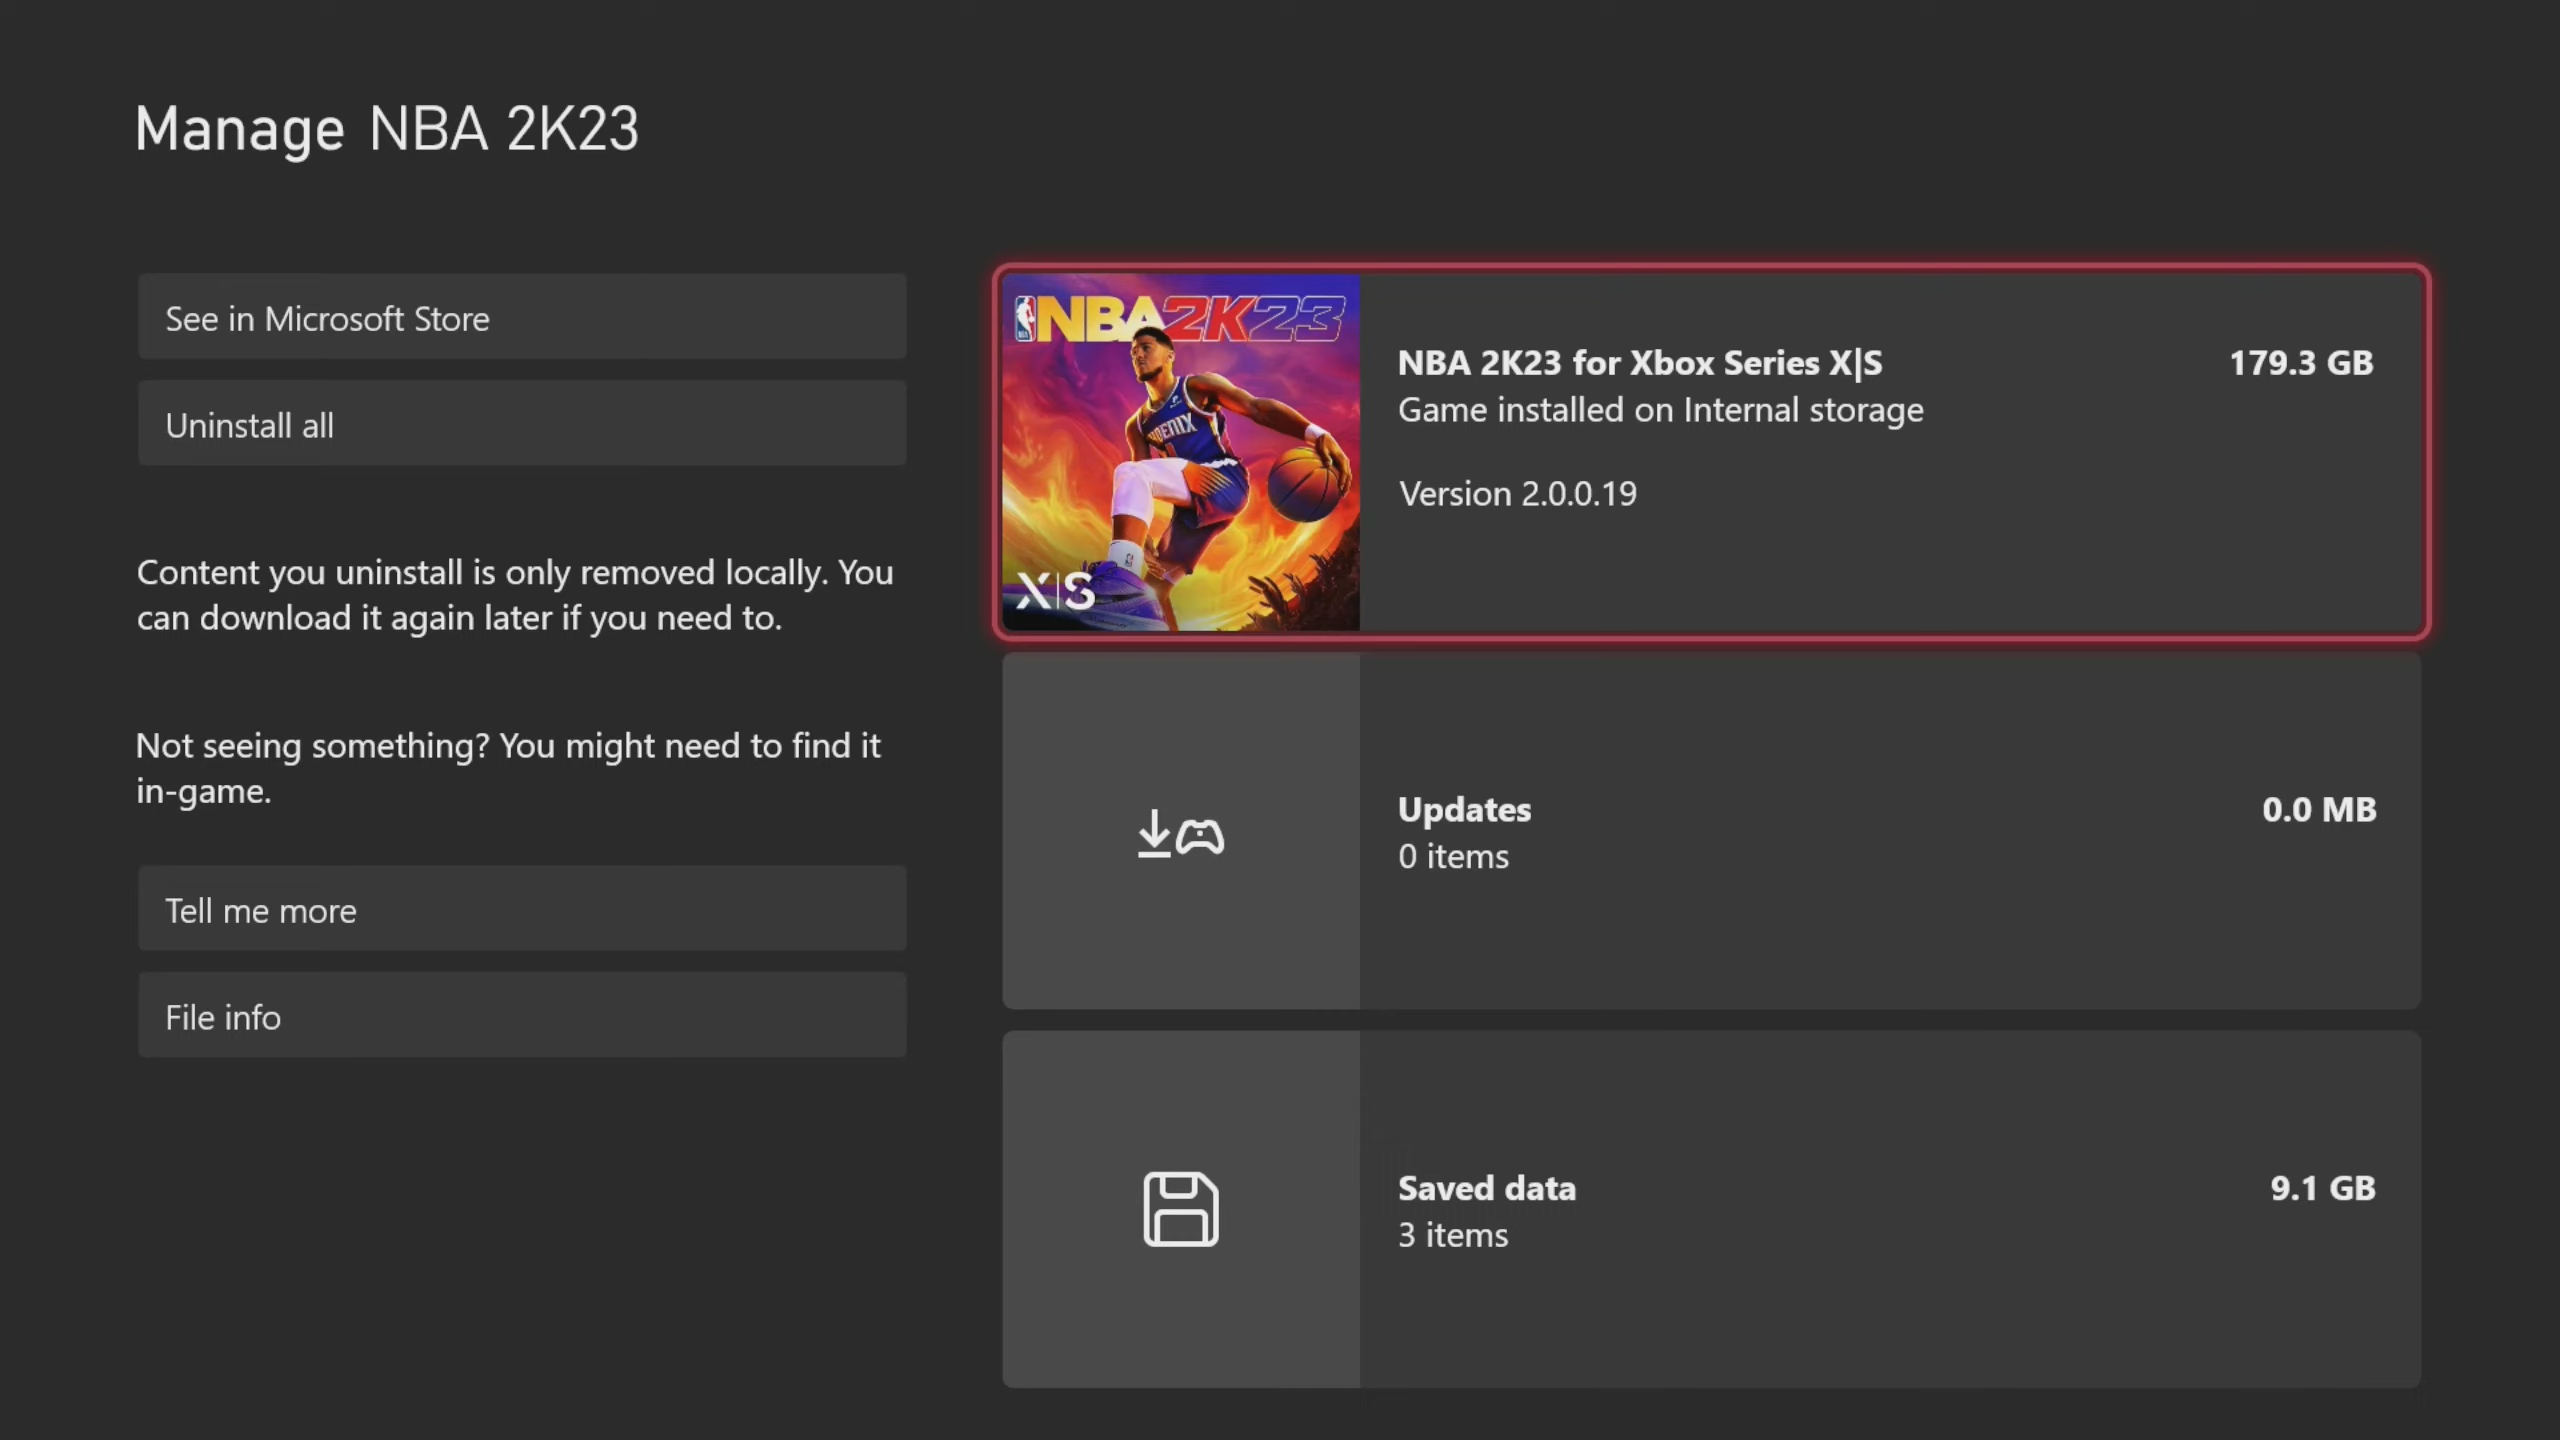 Manage NBA 2K23
See in Microsoft Store
Uninstall all
Content you uninstall is only removed locally. You
can download it again later if you need to.
Not seeing something? You might need to find it
in-game.
Tell me more
File info
NBA 2K23
PHOENIX
X|S
NBA 2K23 for Xbox Series X|S
179.3 GB
Game installed on Internal storage
Version 2.0.0.19
Updates
0.0 MB
0 items
Saved data
9.1 GB
3 items